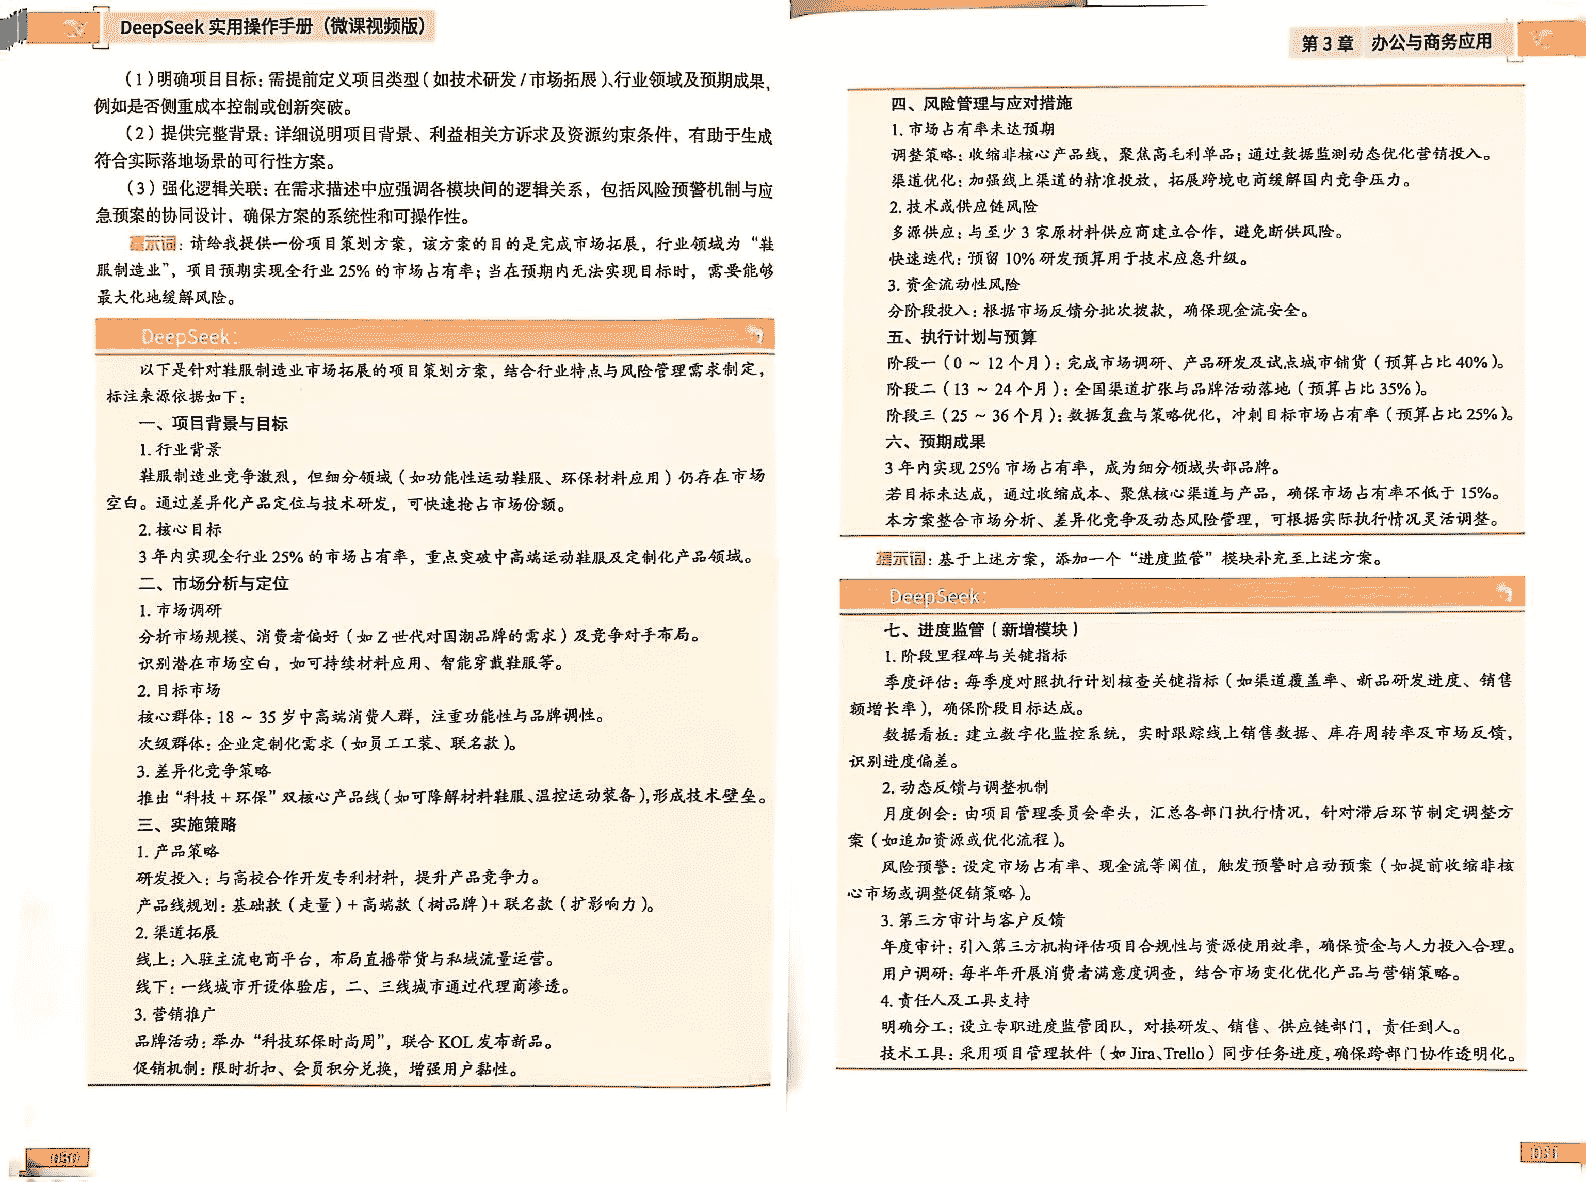 DeepSeek 实用操作手册（微课视频版）
（1）明确项目目标：需提前定义项目类型（如技术研发 / 市场拓展）、行业领域及预期成果，
例如是否侧重成本控制或创新突破。
（2）提供完整背景：详细说明项目背景、利益相关方诉求及资源约束条件，有助于生成
符合实际落地场景的可行性方案。
（3）强化逻辑关联：在需求描述中应强调各模块间的逻辑关系，包括风险预警机制与应
急预案的协同设计，确保方案的系统性和可操作性。
提示词：请给我提供一份项目策划方案，该方案的目的是完成市场拓展，行业领域为“鞋
服制造业”，项目预期实现全行业 25% 的市场占有率；当在预期内无法实现目标时，需要能够
最大化地缓解风险。
DeepSeek:
以下是针对鞋服制造业市场拓展的项目策划方案，结合行业特点与风险管理需求制定，
标注来源依据如下：
一、项目背景与目标
1. 行业背景
鞋服制造业竞争激烈，但细分领域（如功能性运动鞋服、环保材料应用）仍存在市场
空白。通过差异化产品定位与技术研发，可快速抢占市场份额。
2. 核心目标
3 年内实现全行业 25% 的市场占有率，重点突破中高端运动鞋服及定制化产品领域。
二、市场分析与定位
1. 市场调研
分析市场规模、消费者偏好（如 Z 世代对国潮品牌的需求）及竞争对手布局。
识别潜在市场空白，如可持续材料应用、智能穿戴鞋服等。
2. 目标市场
核心群体：18 ~ 35 岁中高端消费人群，注重功能性与品牌调性。
次级群体：企业定制化需求（如员工工装、联名款）。
3. 差异化竞争策略
推出“科技 + 环保”双核心产品线（如可降解材料鞋服、温控运动装备），形成技术壁垒。
三、实施策略
1. 产品策略
研发投入：与高校合作开发专利材料，提升产品竞争力。
产品线规划：基础款（走量）+ 高端款（树品牌）+ 联名款（扩影响力）。
2. 渠道拓展
线上：入驻主流电商平台，布局直播带货与私域流量运营。
线下：一线城市开设体验店，二、三线城市通过代理商渗透。
3. 营销推广
品牌活动：举办“科技环保时尚周”，联合 KOL 发布新品。
促销机制：限时折扣、会员积分兑换，增强用户黏性。
第 3 章 办公与商务应用
四、风险管理与应对措施
1. 市场占有率未达预期
调整策略：收缩非核心产品线，聚焦高毛利单品；通过数据监测动态优化营销投入。
渠道优化：加强线上渠道的精准投放，拓展跨境电商缓解国内竞争压力。
2. 技术或供应链风险
多源供应：与至少 3 家原材料供应商建立合作，避免断供风险。
快速迭代：预留 10% 研发预算用于技术应急升级。
3. 资金流动性风险
分阶段投入：根据市场反馈分批次拨款，确保现金流安全。
五、执行计划与预算
阶段一（0 ~ 12 个月）：完成市场调研、产品研发及试点城市铺货（预算占比 40%）。
阶段二（13 ~ 24 个月）：全国渠道扩张与品牌活动落地（预算占比 35%）。
阶段三（25 ~ 36 个月）：数据复盘与策略优化，冲刺目标市场占有率（预算占比 25%）。
六、预期成果
3 年内实现 25% 市场占有率，成为细分领域头部品牌。
若目标未达成，通过收缩成本、聚焦核心渠道与产品，确保市场占有率不低于 15%。
本方案整合市场分析、差异化竞争及动态风险管理，可根据实际执行情况灵活调整。
提示词：基于上述方案，添加一个“进度监管”模块补充至上述方案。
DeepSeek:
七、进度监管（新增模块）
1. 阶段里程碑与关键指标
季度评估：每季度对照执行计划核查关键指标（如渠道覆盖率、新品研发进度、销售
额增长率），确保阶段目标达成。
数据看板：建立数字化监控系统，实时跟踪线上销售数据、库存周转率及市场反馈，
识别进度偏差。
2. 动态反馈与调整机制
月度例会：由项目管理委员会牵头，汇总各部门执行情况，针对滞后环节制定调整方
案（如追加资源或优化流程）。
风险预警：设定市场占有率、现金流等阈值，触发预警时启动预案（如提前收缩非核
心市场或调整促销策略）。
3. 第三方审计与客户反馈
年度审计：引入第三方机构评估项目合规性与资源使用效率，确保资金与人力投入合理。
用户调研：每半年开展消费者满意度调查，结合市场变化优化产品与营销策略。
4. 责任人及工具支持
明确分工：设立专职进度监管团队，对接研发、销售、供应链部门，责任到人。
技术工具：采用项目管理软件（如 Jira、Trello）同步任务进度，确保跨部门协作透明化。